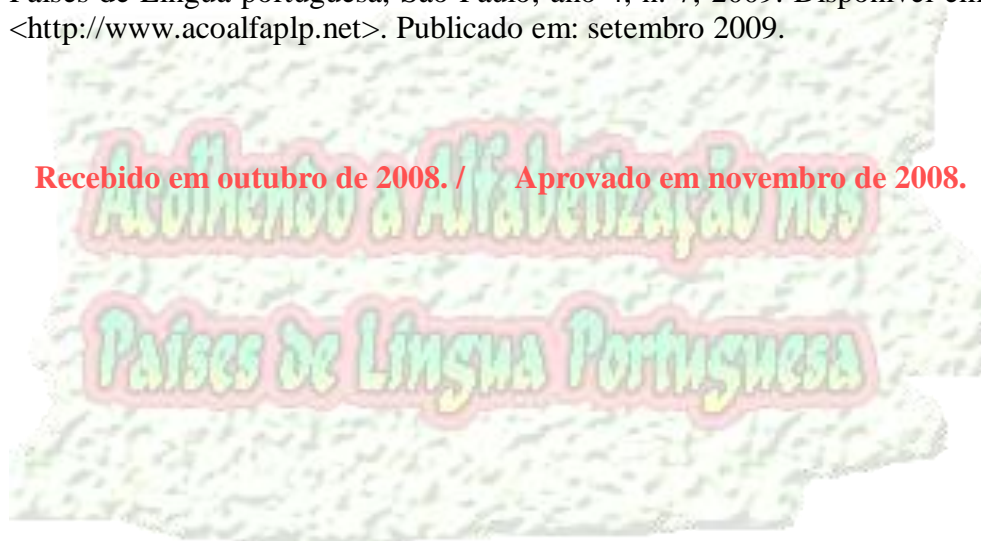 Países de Língua portuguesa, São Paulo, ano 4, n. 7, 2009. Disponível em
<http://www.acoalfaplp.net>. Publicado em: setembro 2009.
Recebido em outubro de 2008. / Aprovado em novembro de 2008.
Acolhendo a Alfabetização nos
Países de Língua Portuguesa